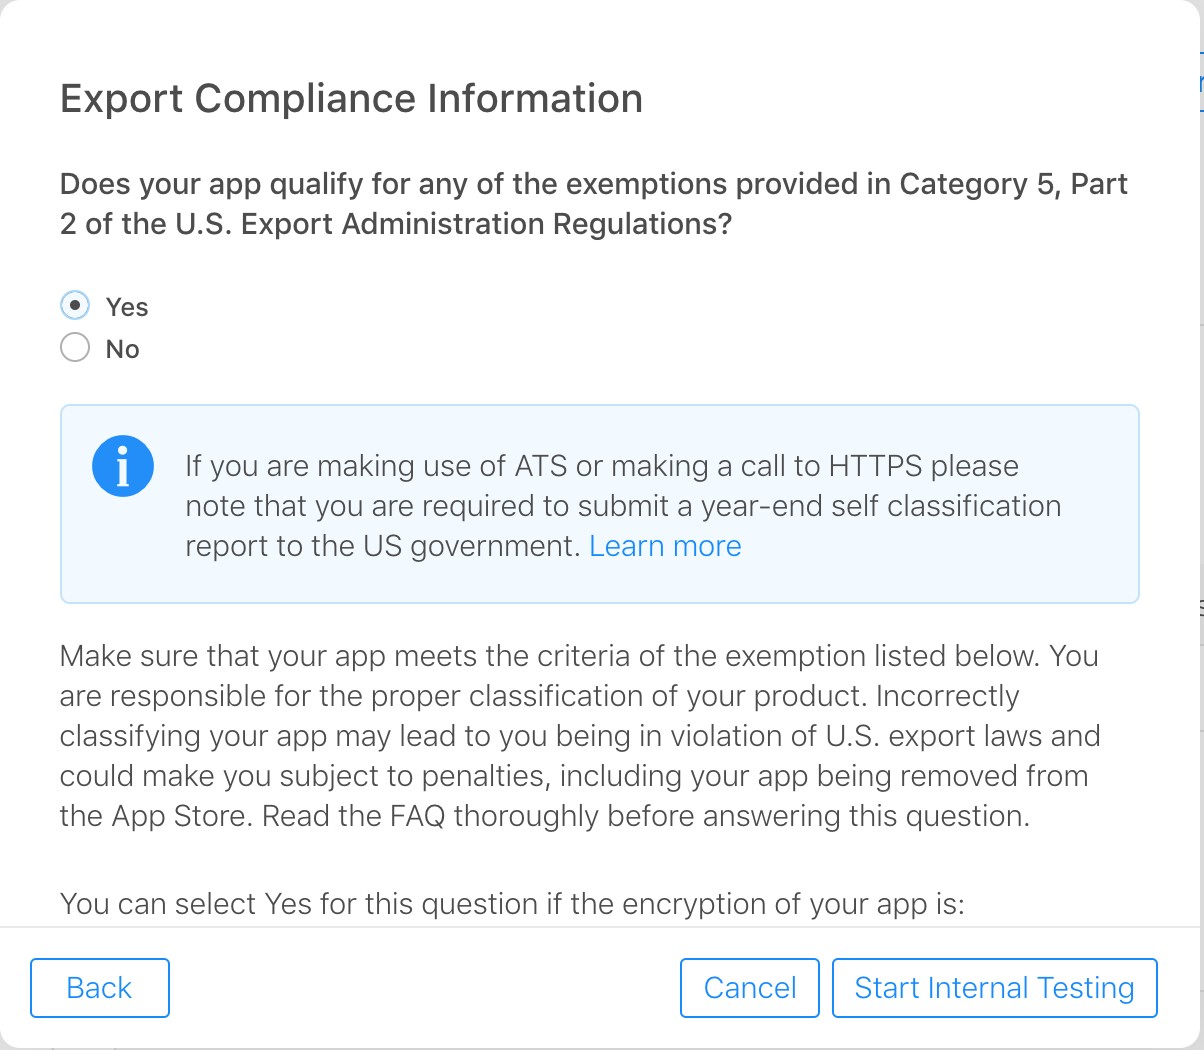 Export Compliance Information
Does your app qualify for any of the exemptions provided in Category 5, Part
2 of the U.S. Export Administration Regulations?
Yes
No
If you are making use of ATS or making a call to HTTPS please
note that you are required to submit a year-end self classification
report to the US government. Learn more
Make sure that your app meets the criteria of the exemption listed below. You
are responsible for the proper classification of your product. Incorrectly
classifying your app may lead to you being in violation of U.S. export laws and
could make you subject to penalties, including your app being removed from
the App Store. Read the FAQ thoroughly before answering this question.
You can select Yes for this question if the encryption of your app is:
Back
Cancel
Start Internal Testing